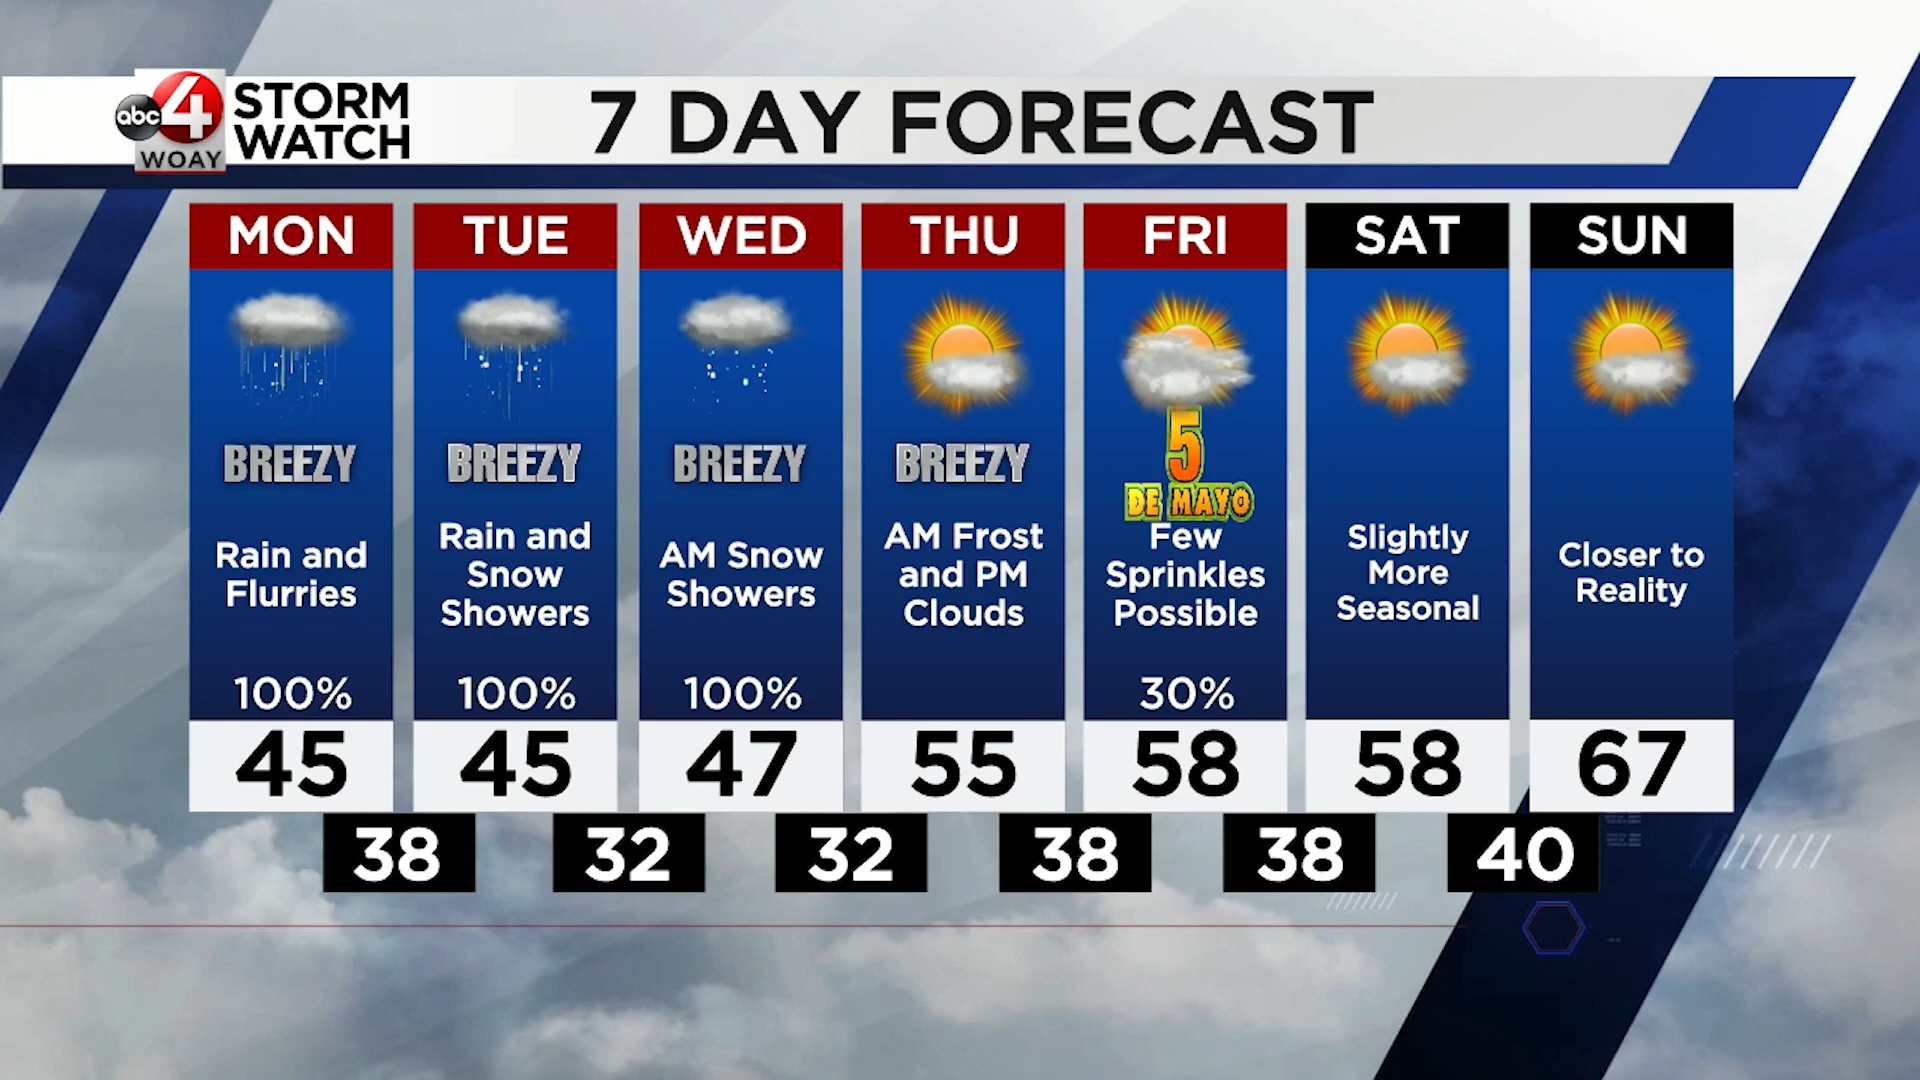 abc 4
WOAY
STORM
WATCH
7 DAY FORECAST
MON
BREEZY
Rain and
Flurries
100%
45
TUE
BREEZY
Rain and
Snow
Showers
100%
45
WED
BREEZY
AM Snow
Showers
100%
47
THU
BREEZY
AM Frost
and PM
Clouds
55
FRI
5
DE MAYO
Few
Sprinkles
Possible
30%
58
SAT
Slightly
More
Seasonal
58
SUN
Closer to
Reality
67
38
32
32
38
38
40